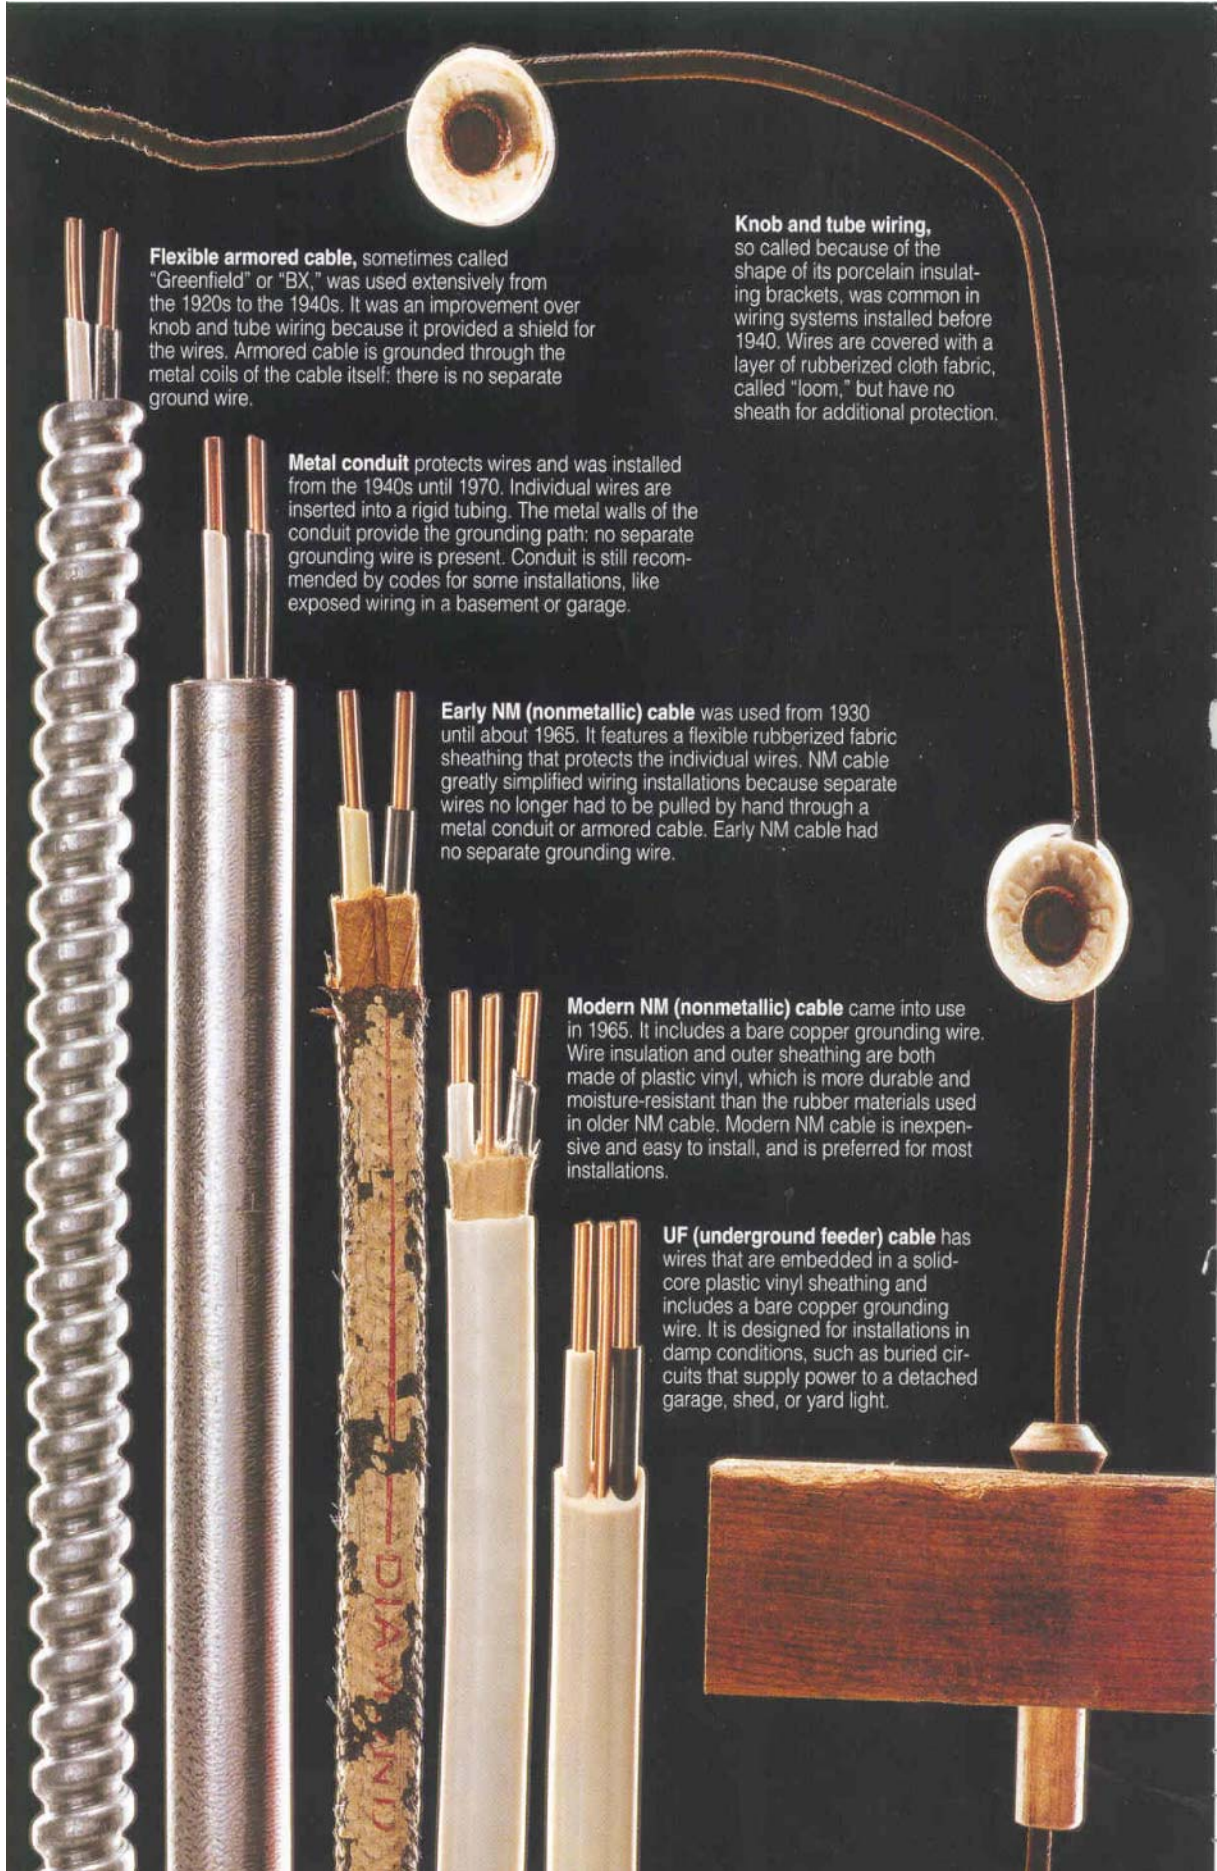 Knob and tube wiring,
so called because of the
shape of its porcelain insulat-
ing brackets, was common in
wiring systems installed before
1940. Wires are covered with a
layer of rubberized cloth fabric,
called “loom,” but have no
sheath for additional protection.
Flexible armored cable, sometimes called
“Greenfield” or “BX,” was used extensively from
the 1920s to the 1940s. It was an improvement over
knob and tube wiring because it provided a shield for
the wires. Armored cable is grounded through the
metal coils of the cable itself: there is no separate
ground wire.
Metal conduit protects wires and was installed
from the 1940s until 1970. Individual wires are
inserted into a rigid tubing. The metal walls of the
conduit provide the grounding path: no separate
grounding wire is present. Conduit is still recom-
mended by codes for some installations, like
exposed wiring in a basement or garage.
Early NM (nonmetallic) cable was used from 1930
until about 1965. It features a flexible rubberized fabric
sheathing that protects the individual wires. NM cable
greatly simplified wiring installations because separate
wires no longer had to be pulled by hand through a
metal conduit or armored cable. Early NM cable had
no separate grounding wire.
Modern NM (nonmetallic) cable came into use
in 1965. It includes a bare copper grounding wire.
Wire insulation and outer sheathing are both
made of plastic vinyl, which is more durable and
moisture-resistant than the rubber materials used
in older NM cable. Modern NM cable is inexpen-
sive and easy to install, and is preferred for most
installations.
UF (underground feeder) cable has
wires that are embedded in a solid-
core plastic vinyl sheathing and
includes a bare copper grounding
wire. It is designed for installations in
damp conditions, such as buried cir-
cuits that supply power to a detached
garage, shed, or yard light.
DIAMOND